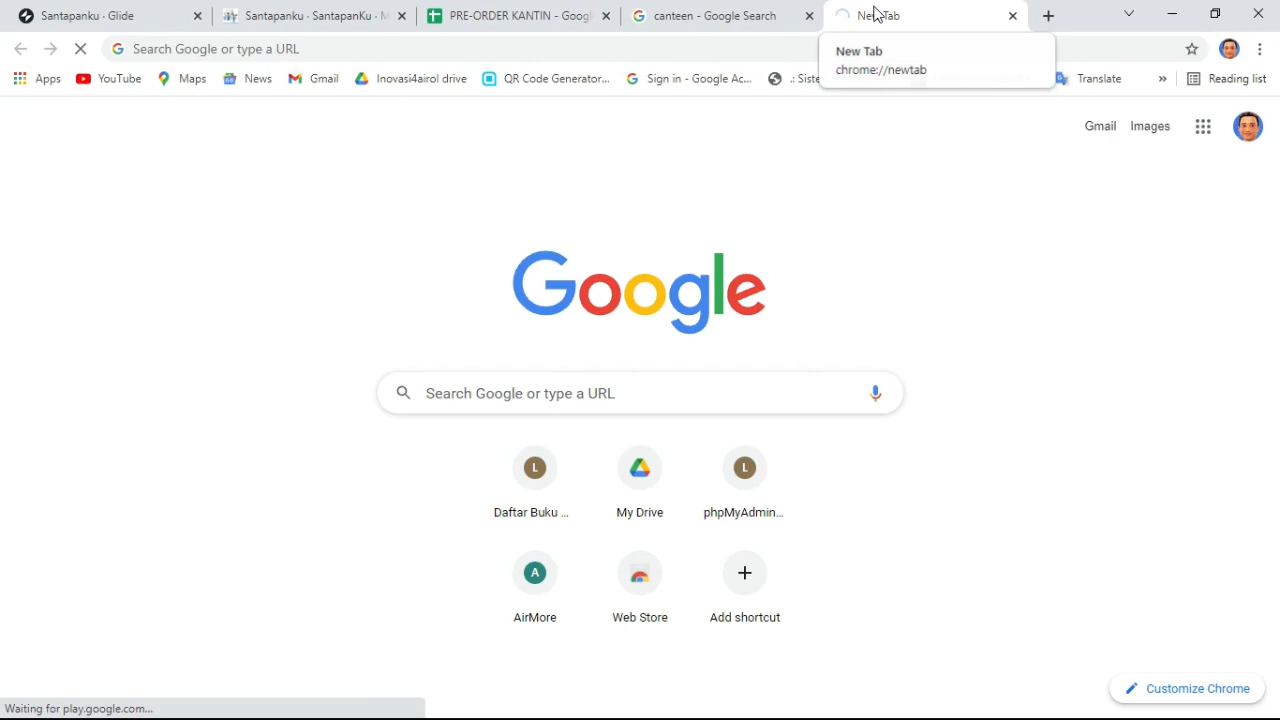 Santapanku · Glide
Santapanku · SantapanKu · M
PRE-ORDER KANTIN - Googl
canteen - Google Search
New Tab
Search Google or type a URL
New Tab
chrome://newtab
Apps
YouTube
Maps
News
Gmail
Inovasi4airol drive
QR Code Generator...
Sign in - Google Ac...
.: Siste
Translate
»
Reading list
Gmail
Images
Google
Search Google or type a URL
L
L
Daftar Buku ...
My Drive
phpMyAdmin...
A
AirMore
Web Store
Add shortcut
Customize Chrome
Waiting for play.google.com...